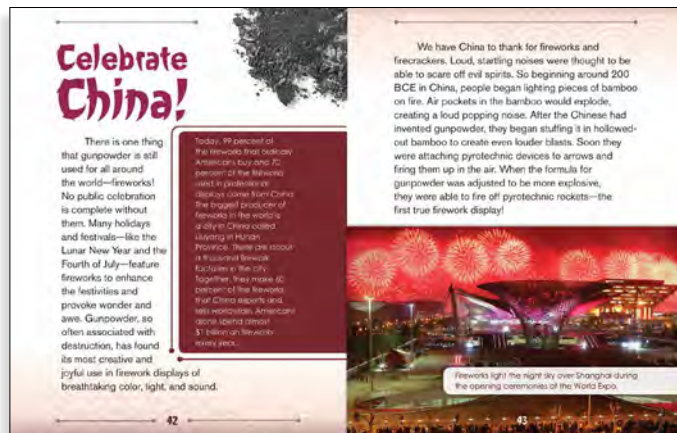 Celebrate
China!
There is one thing
that gunpowder is still
used for all around
the world—fireworks!
No public celebration
is complete without
them. Many holidays
and festivals—like the
Lunar New Year and the
Fourth of July—feature
fireworks to enhance
the festivities and
provoke wonder and
awe. Gunpowder, so
often associated with
destruction, has found
its most creative and
joyful use in firework displays of
breathtaking color, light, and sound.
Today, 99 percent of
the fireworks that ordinary
Americans buy and 70
percent of the fireworks
used in professional
displays come from China.
The biggest producer of
fireworks in the world is
a city in China called
Liuyang in Hunan
Province. There are about
a thousand firework
factories in the city.
Together, they make 60
percent of the fireworks
that China exports and
sells worldwide. Americans
alone spend almost
$1 billion on fireworks
every year.
42
We have China to thank for fireworks and
firecrackers. Loud, startling noises were thought to be
able to scare off evil spirits. So beginning around 200
BCE in China, people began lighting pieces of bamboo
on fire. Air pockets in the bamboo would explode,
creating a loud popping noise. After the Chinese had
invented gunpowder, they began stuffing it in hollowed-
out bamboo to create even louder blasts. Soon they
were attaching pyrotechnic devices to arrows and
firing them up in the air. When the formula for
gunpowder was adjusted to be more explosive,
they were able to fire off pyrotechnic rockets—the
first true firework display!
Fireworks light the night sky over Shanghai during
the opening ceremonies of the World Expo.
43